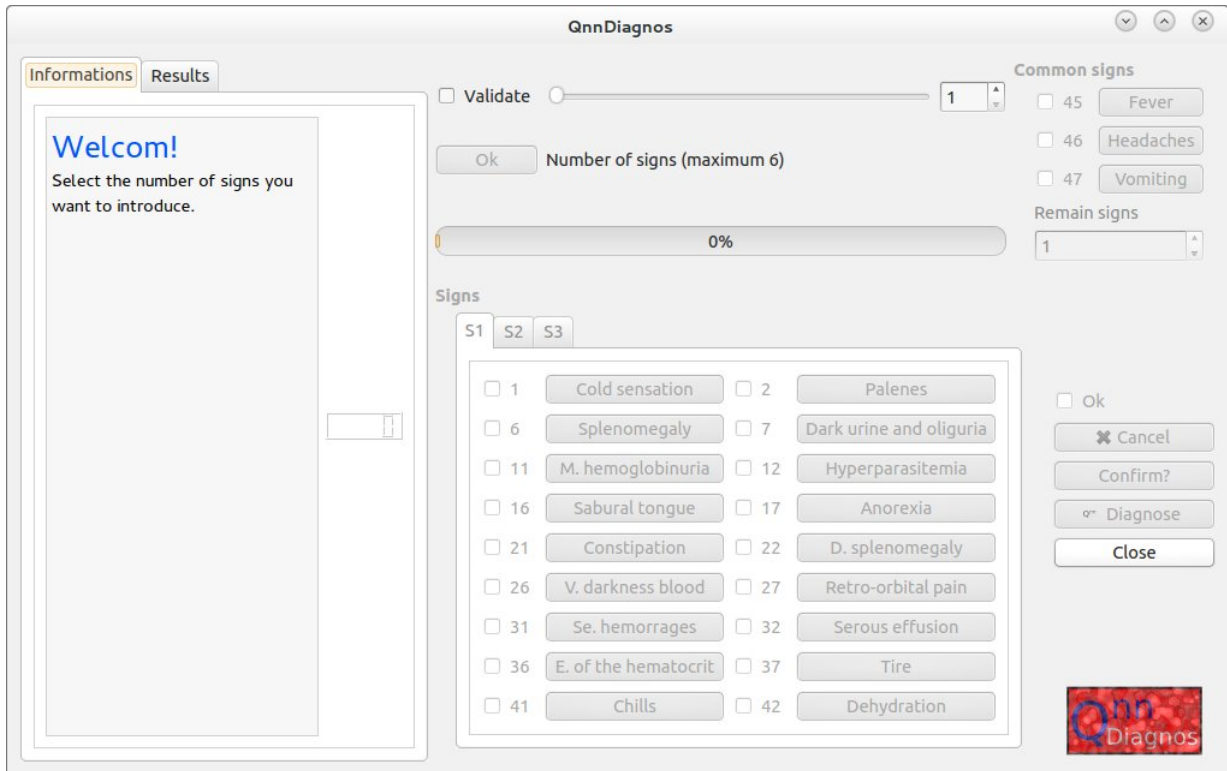 QnnDiagnos
Informations Results
Welcom!
Select the number of signs you
want to introduce.
Validate 1
Ok Number of signs (maximum 6)
0%
Common signs
45 Fever
46 Headaches
47 Vomiting
Remain signs
1
Signs
S1 S2 S3
1 Cold sensation 2 Palenes
6 Splenomegaly 7 Dark urine and oliguria
11 M. hemoglobinuria 12 Hyperparasitemia
16 Sabural tongue 17 Anorexia
21 Constipation 22 D. splenomegaly
26 V. darkness blood 27 Retro-orbital pain
31 Se. hemorrages 32 Serous effusion
36 E. of the hematocrit 37 Tire
41 Chills 42 Dehydration
0
Ok
Cancel
Confirm?
Diagnose
Close
Qnn
Diagnos